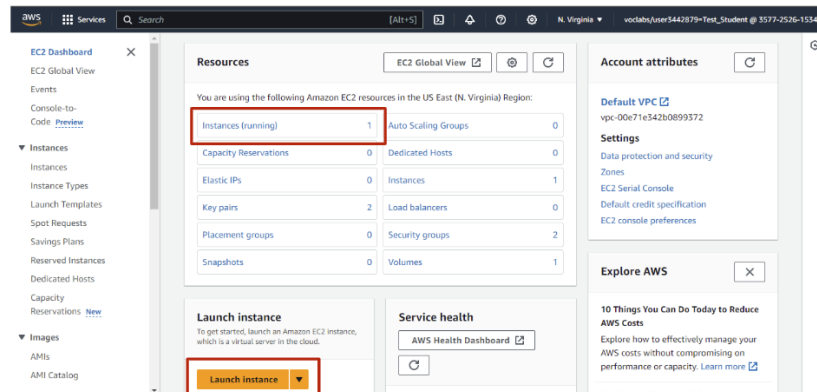 aws
Services
Search
[Alt+S]
N. Virginia
voclabs/user3442879=Test_Student @ 3577-2526-1534
EC2 Dashboard
EC2 Global View
Events
Console-to-
Code Preview
Instances
Instances
Instance Types
Launch Templates
Spot Requests
Savings Plans
Reserved Instances
Dedicated Hosts
Capacity
Reservations New
Images
AMIs
AMI Catalog
Resources
EC2 Global View
You are using the following Amazon EC2 resources in the US East (N. Virginia) Region:
Instances (running) 1
Auto Scaling Groups 0
Capacity Reservations 0
Dedicated Hosts 0
Elastic IPs 0
Instances 1
Key pairs 2
Load balancers 0
Placement groups 0
Security groups 2
Snapshots 0
Volumes 1
Launch instance
To get started, launch an Amazon EC2 instance,
which is a virtual server in the cloud.
Launch instance
Service health
AWS Health Dashboard
Account attributes
Default VPC
vpc-00e71e342b0899372
Settings
Data protection and security
Zones
EC2 Serial Console
Default credit specification
EC2 console preferences
Explore AWS
10 Things You Can Do Today to Reduce
AWS Costs
Explore how to effectively manage your
AWS costs without compromising on
performance or capacity. Learn more